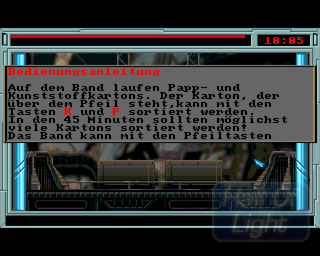 10:05
Bedienungsanleitung
Auf dem Band laufen Papp- und
Kunststoffkartons. Der Karton, der
über dem Pfeil steht,kann mit den
Tasten K und P sortiert werden.
In den 45 Minuten sollten möglichst
viele Kartons sortiert werden!
Das Band kann mit den Pfeiltasten
Light